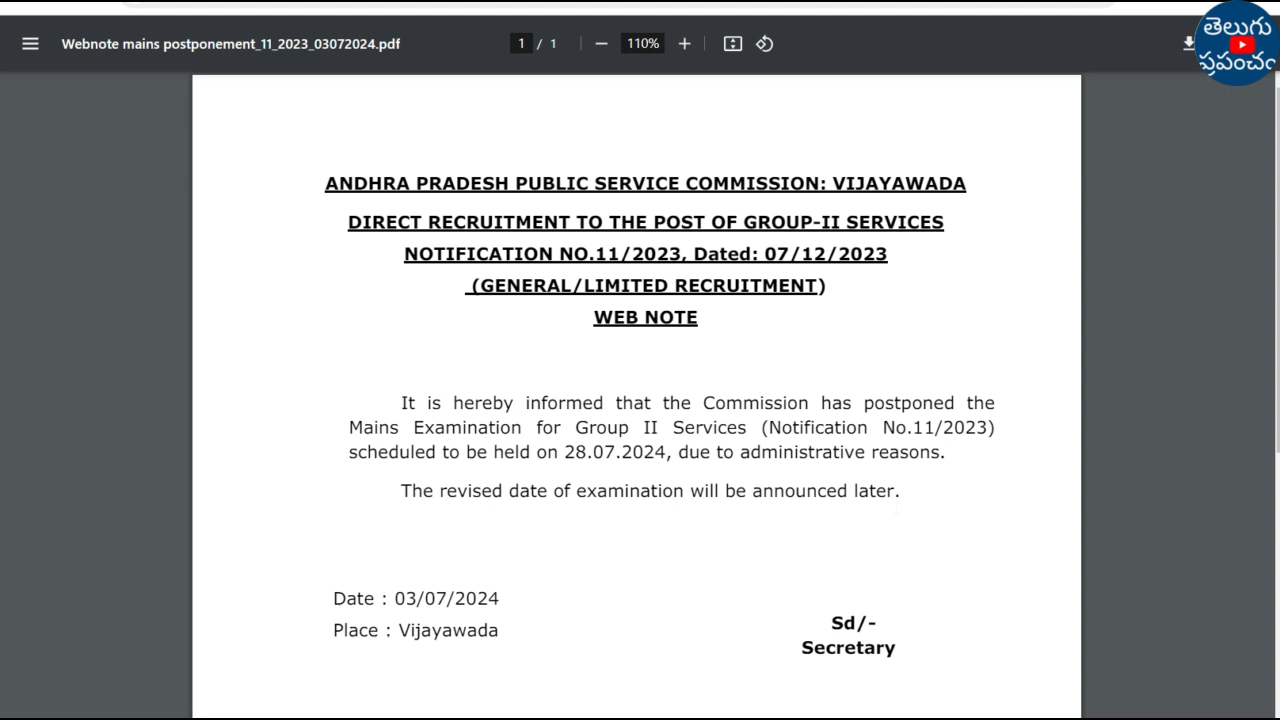 Webnote mains postponement_11_2023_03072024.pdf
1 / 1
110%
తెలుగు
ప్రపంచం
ANDHRA PRADESH PUBLIC SERVICE COMMISSION: VIJAYAWADA
DIRECT RECRUITMENT TO THE POST OF GROUP-II SERVICES
NOTIFICATION NO.11/2023, Dated: 07/12/2023
(GENERAL/LIMITED RECRUITMENT)
WEB NOTE
It is hereby informed that the Commission has postponed the
Mains Examination for Group II Services (Notification No.11/2023)
scheduled to be held on 28.07.2024, due to administrative reasons.
The revised date of examination will be announced later.
Date : 03/07/2024
Place : Vijayawada
Sd/-
Secretary